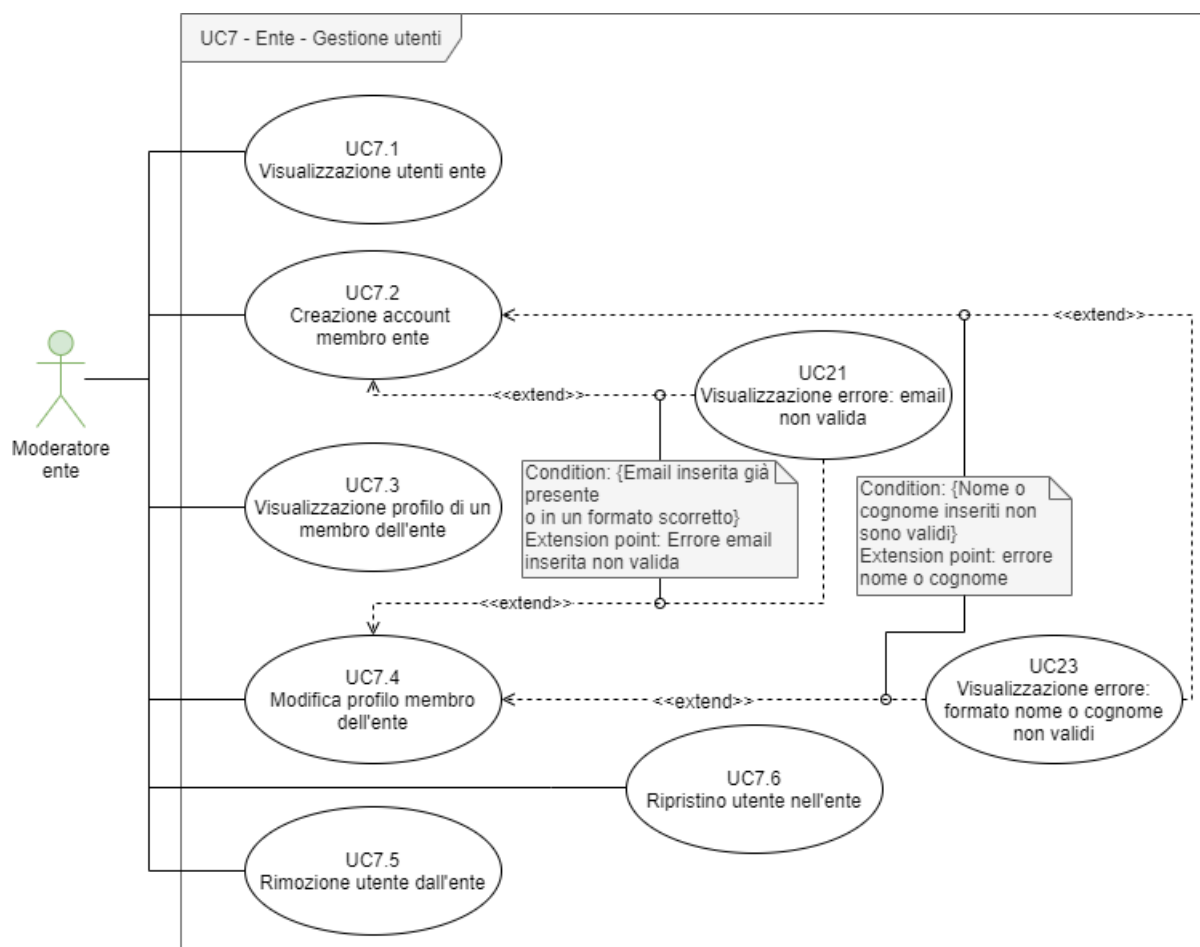 UC7 - Ente - Gestione utenti
UC7.1
Visualizzazione utenti ente
UC7.2
Creazione account
membro ente
<<extend>>
UC21
Visualizzazione errore: email
non valida
<<extend>>
Moderatore
ente
UC7.3
Visualizzazione profilo di un
membro dell'ente
Condition: {Email inserita già
presente
o in un formato scorretto}
Extension point: Errore email
inserita non valida
Condition: {Nome o
cognome inseriti non
sono validi}
Extension point: errore
nome o cognome
<<extend>>
UC7.4
Modifica profilo membro
dell'ente
<<extend>>
UC23
Visualizzazione errore:
formato nome o cognome
non validi
UC7.6
Ripristino utente nell'ente
UC7.5
Rimozione utente dall'ente